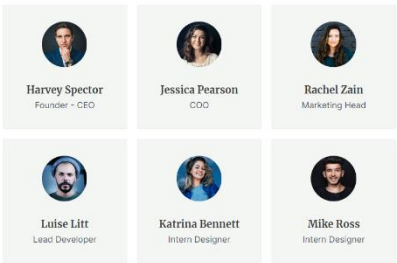 Harvey Spector
Founder - CEO
Jessica Pearson
COO
Rachel Zain
Marketing Head
Luise Litt
Lead Developer
Katrina Bennett
Intern Designer
Mike Ross
Intern Designer